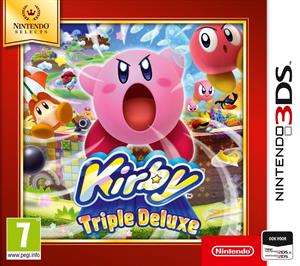 NINTENDO
SELECTS
NINTENDO 3DS
Kirby
Triple Deluxe
7
www.pegi.info
Nintendo
OOK VOOR